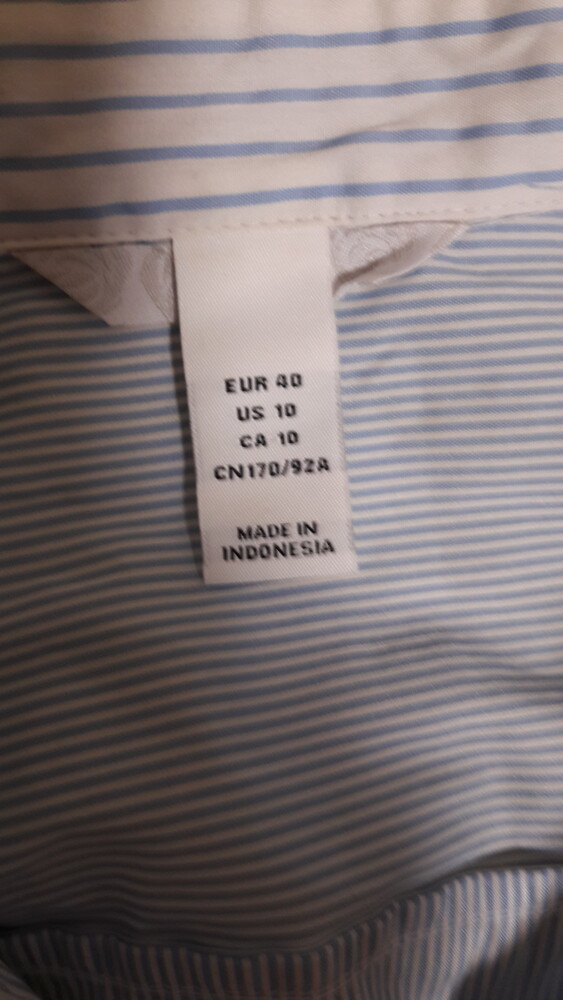 EUR 40
US 10
CA 10
CN170/92A
MADE IN
INDONESIA